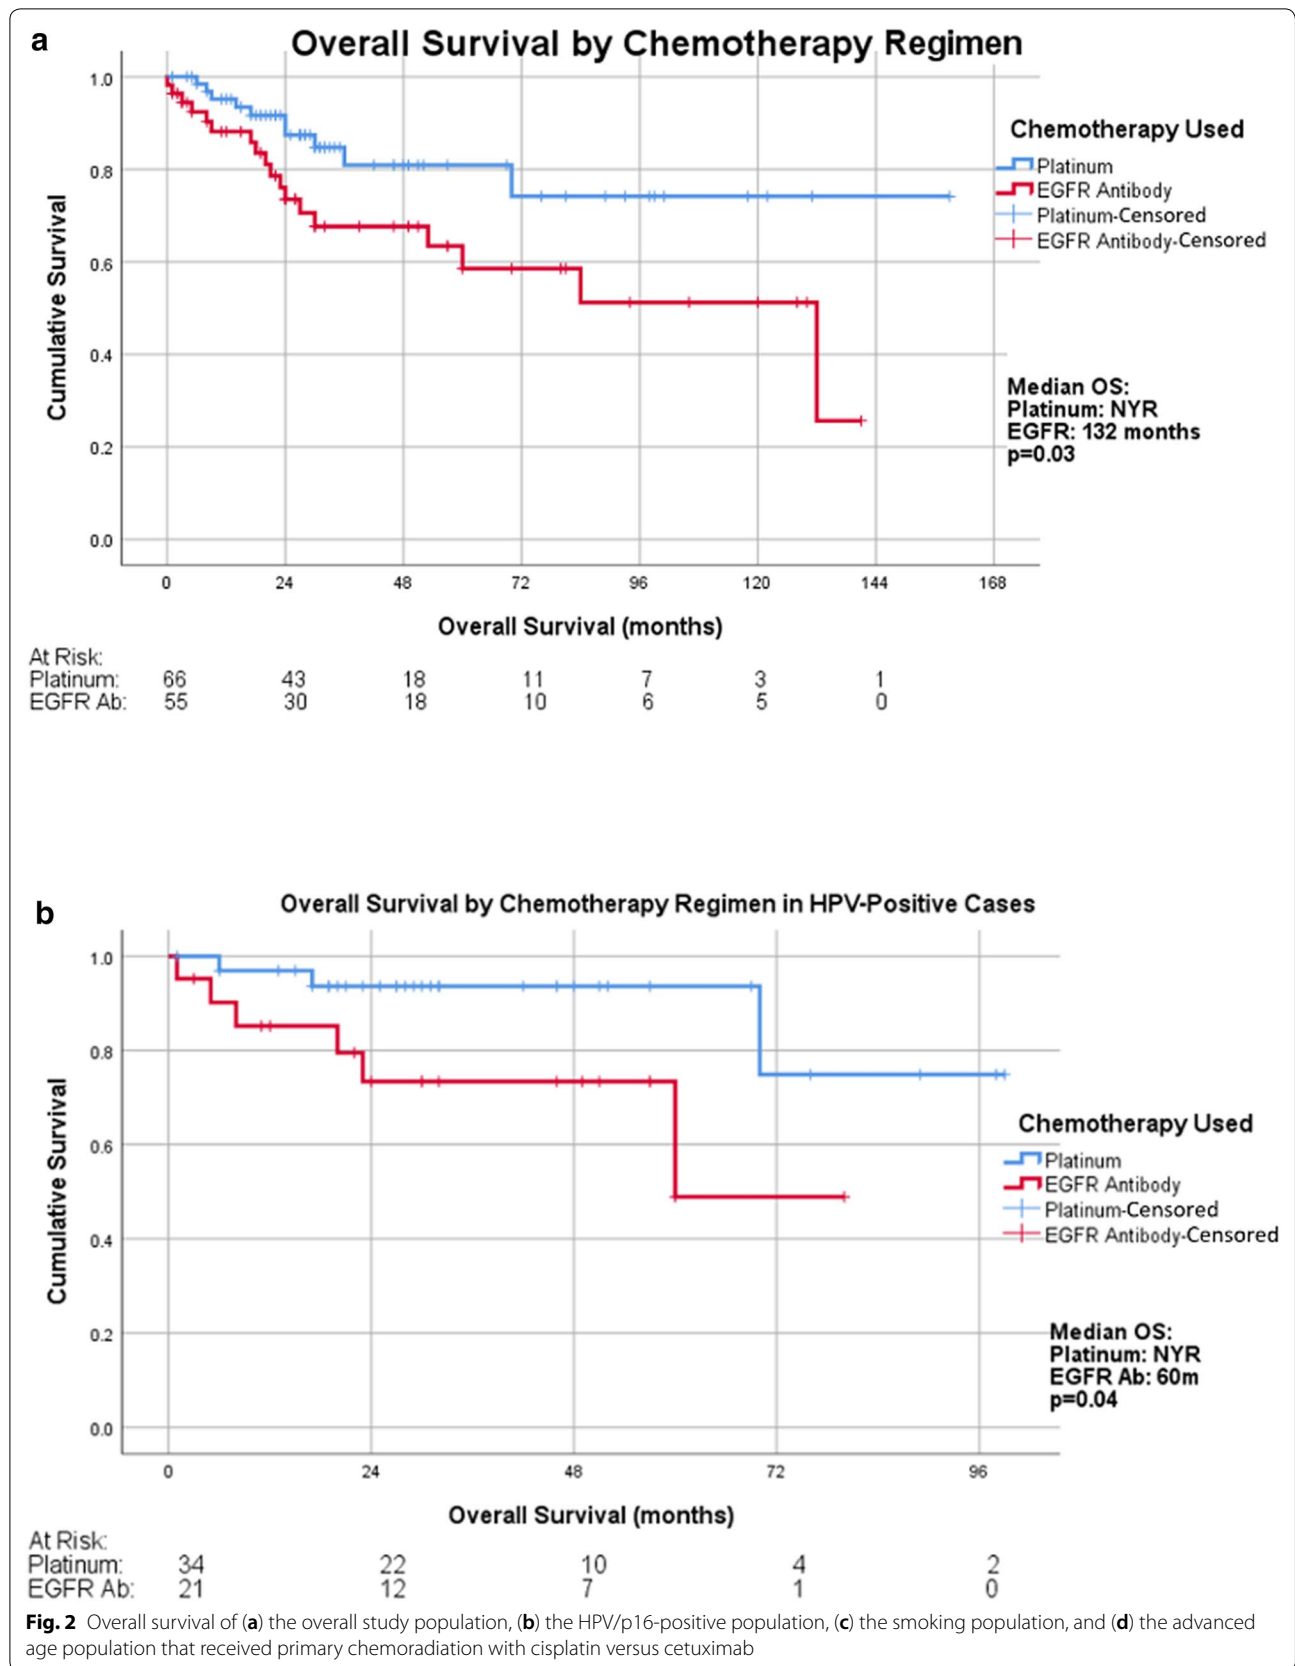 a
Overall Survival by Chemotherapy Regimen
1.0
0.8
0.6
0.4
0.2
0.0
Cumulative Survival
Chemotherapy Used
Platinum
EGFR Antibody
Platinum-Censored
EGFR Antibody-Censored
Median OS:
Platinum: NYR
EGFR: 132 months
p=0.03
0 24 48 72 96 120 144 168
Overall Survival (months)
At Risk:
Platinum: 66 43 18 11 7 3 1
EGFR Ab: 55 30 18 10 6 5 0
b
Overall Survival by Chemotherapy Regimen in HPV-Positive Cases
1.0
0.8
0.6
0.4
0.2
0.0
Cumulative Survival
Chemotherapy Used
Platinum
EGFR Antibody
Platinum-Censored
EGFR Antibody-Censored
Median OS:
Platinum: NYR
EGFR Ab: 60m
p=0.04
0 24 48 72 96
Overall Survival (months)
At Risk:
Platinum: 34 22 10 4 2
EGFR Ab: 21 12 7 1 0
Fig. 2 Overall survival of (a) the overall study population, (b) the HPV/p16-positive population, (c) the smoking population, and (d) the advanced
age population that received primary chemoradiation with cisplatin versus cetuximab